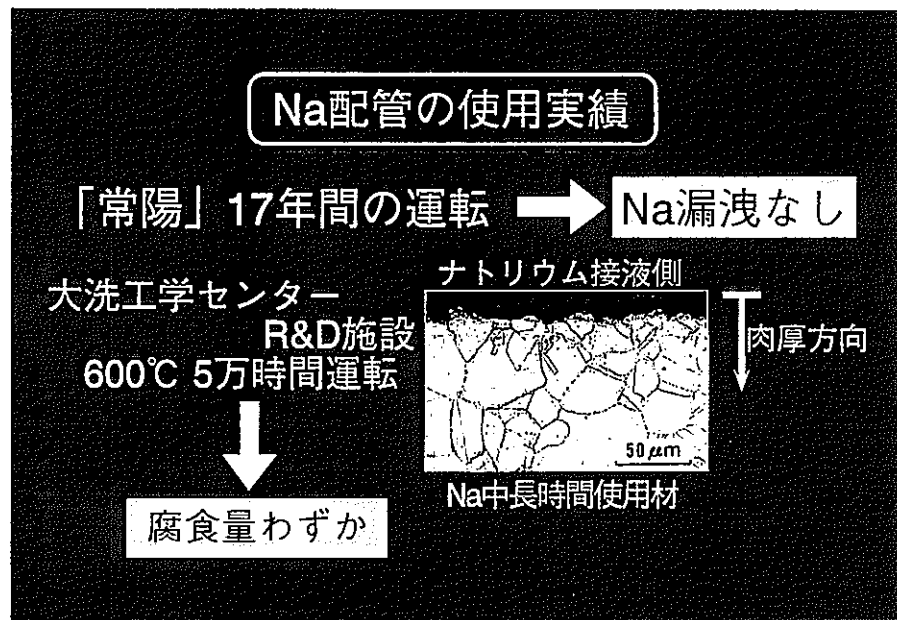 Na配管の使用実績
「常陽」17年間の運転
Na漏洩なし
大洗工学センター
R&D施設
600℃ 5万時間運転
腐食量わずか
ナトリウム接液側
肉厚方向
50μm
Na中長時間使用材